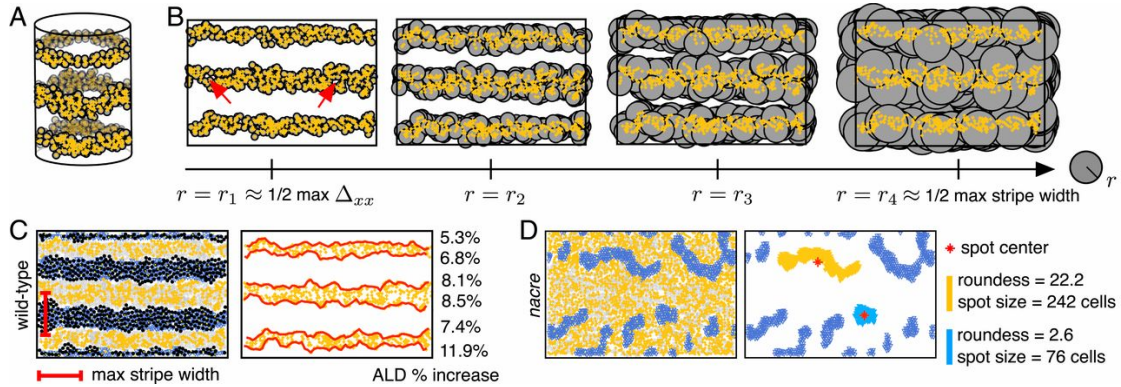 A
B
r = r₁ ≈ 1/2 max Δₓₓ
r = r₂
r = r₃
r = r₄ ≈ 1/2 max stripe width
r
C
wild-type
max stripe width
5.3%
6.8%
8.1%
8.5%
7.4%
11.9%
ALD % increase
D
nacre
spot center
roundess = 22.2
spot size = 242 cells
roundess = 2.6
spot size = 76 cells